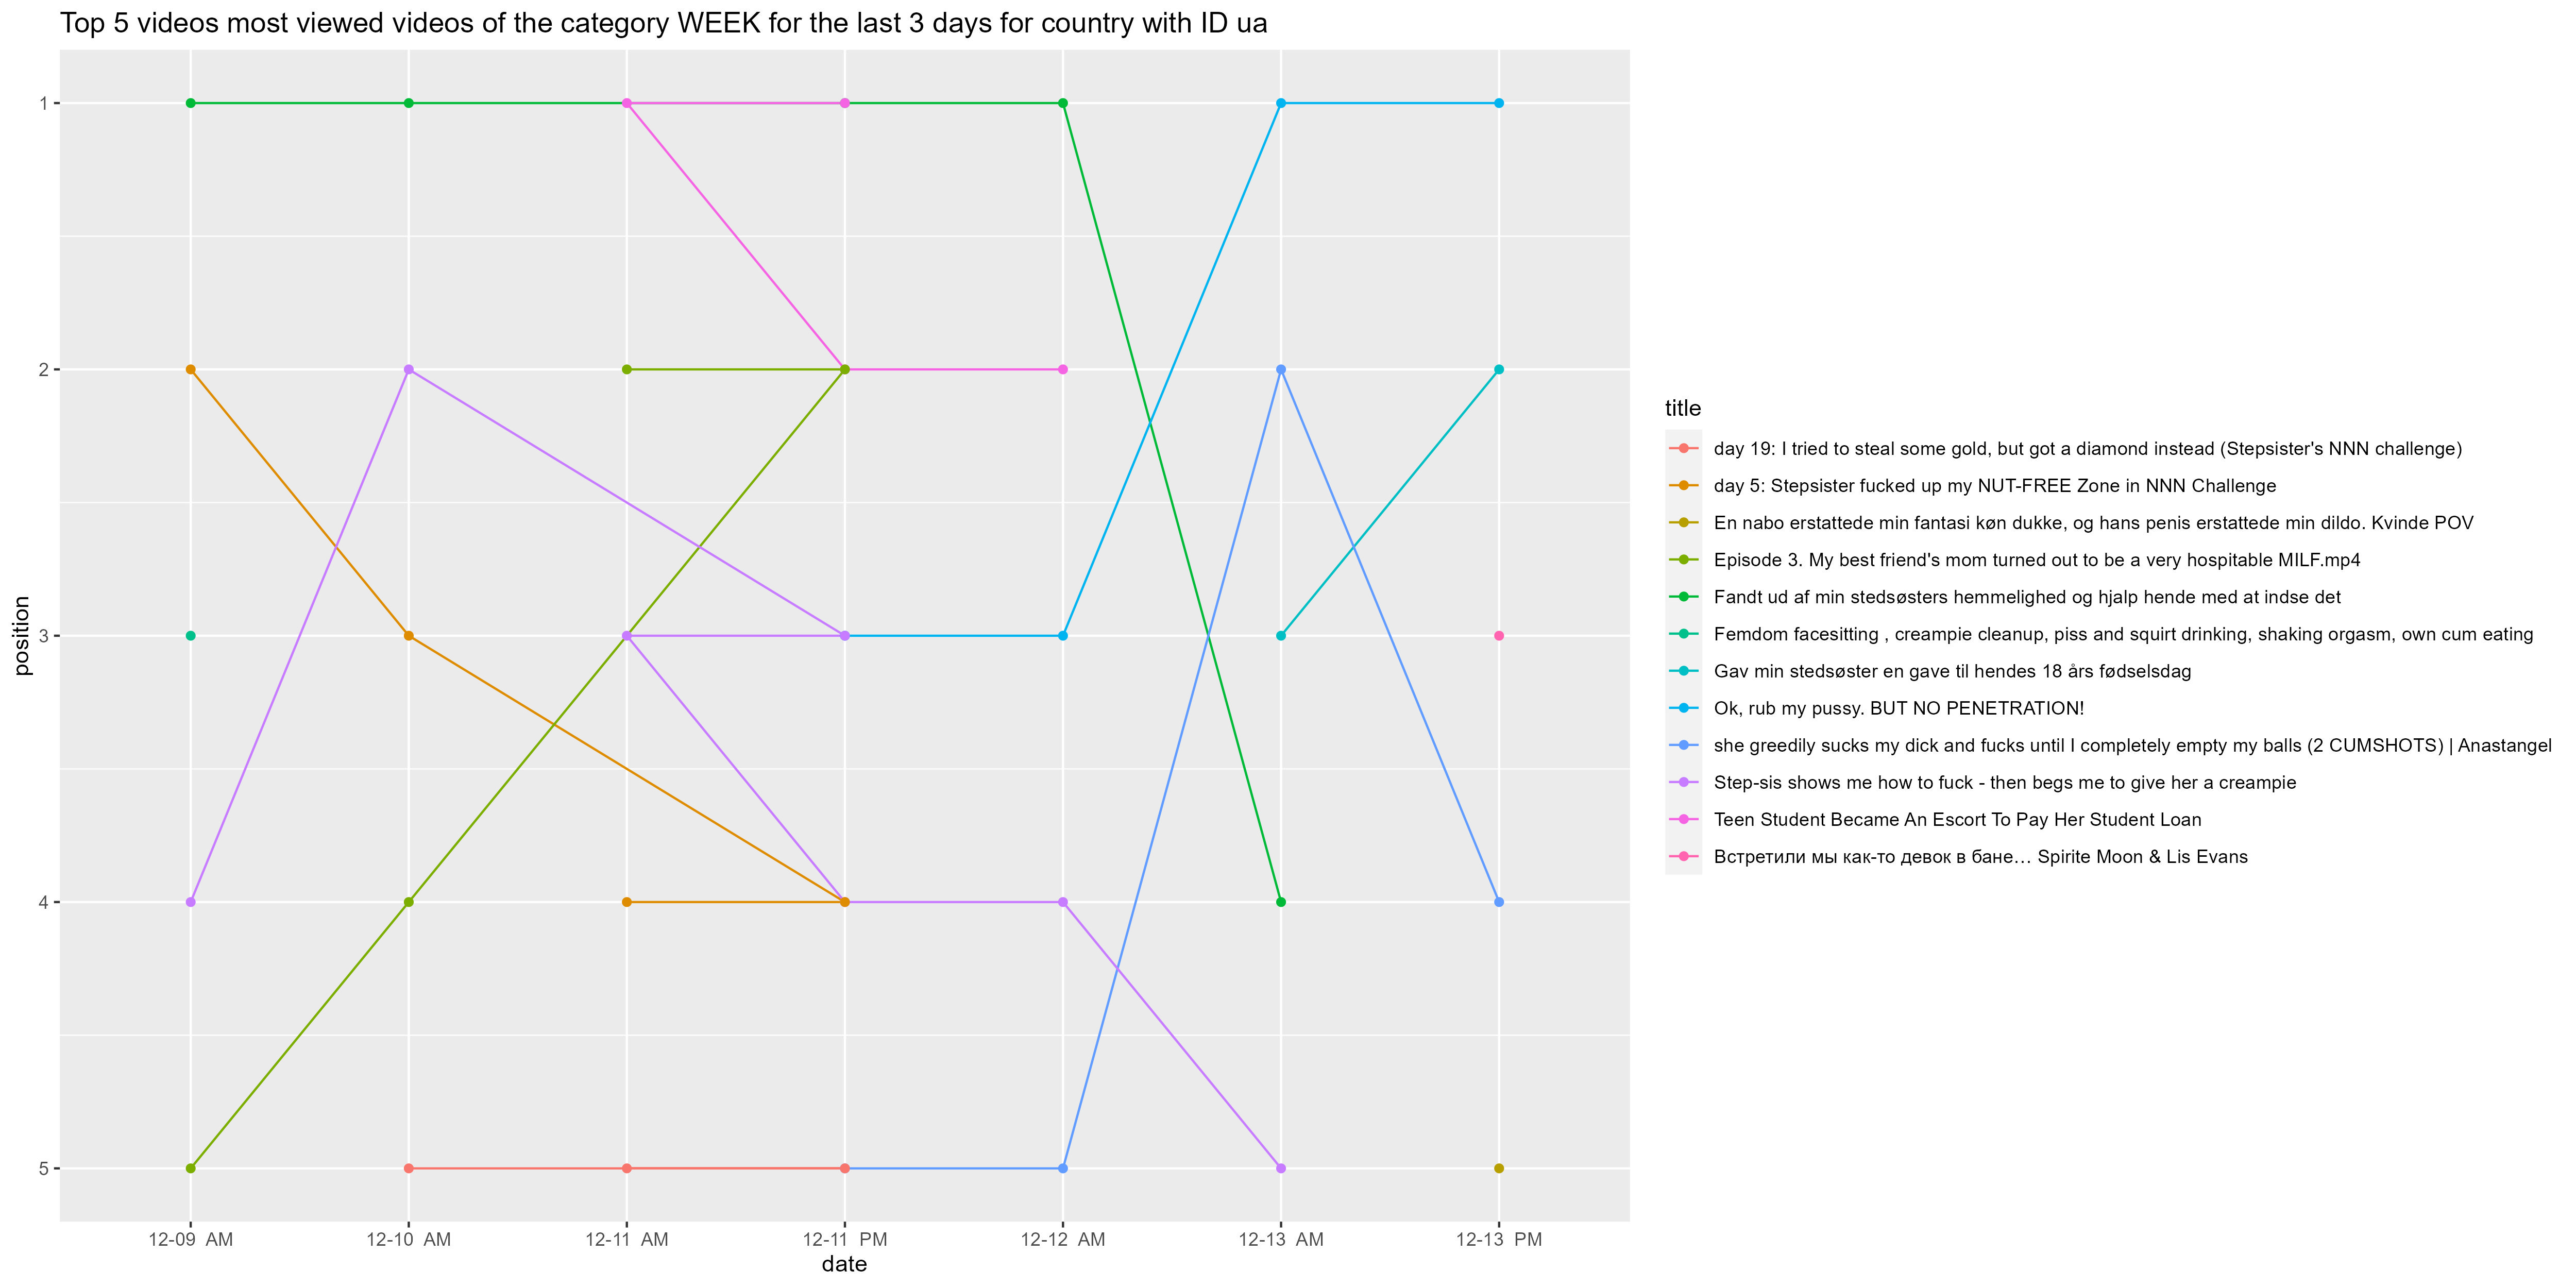 Top 5 videos most viewed videos of the category WEEK for the last 3 days for country with ID ua
position
1
2
3
4
5
12-09 AM
12-10 AM
12-11 AM
12-11 PM
12-12 AM
12-13 AM
12-13 PM
date
title
day 19: I tried to steal some gold, but got a diamond instead (Stepsister's NNN challenge)
day 5: Stepsister fucked up my NUT-FREE Zone in NNN Challenge
En nabo erstattede min fantasi køn dukke, og hans penis erstattede min dildo. Kvinde POV
Episode 3. My best friend's mom turned out to be a very hospitable MILF.mp4
Fandt ud af min stedsøsters hemmelighed og hjalp hende med at indse det
Femdom facesitting , creampie cleanup, piss and squirt drinking, shaking orgasm, own cum eating
Gav min stedsøster en gave til hendes 18 års fødselsdag
Ok, rub my pussy. BUT NO PENETRATION!
she greedily sucks my dick and fucks until I completely empty my balls (2 CUMSHOTS) | Anastangel
Step-sis shows me how to fuck - then begs me to give her a creampie
Teen Student Became An Escort To Pay Her Student Loan
Встретили мы как-то девок в бане… Spirite Moon & Lis Evans